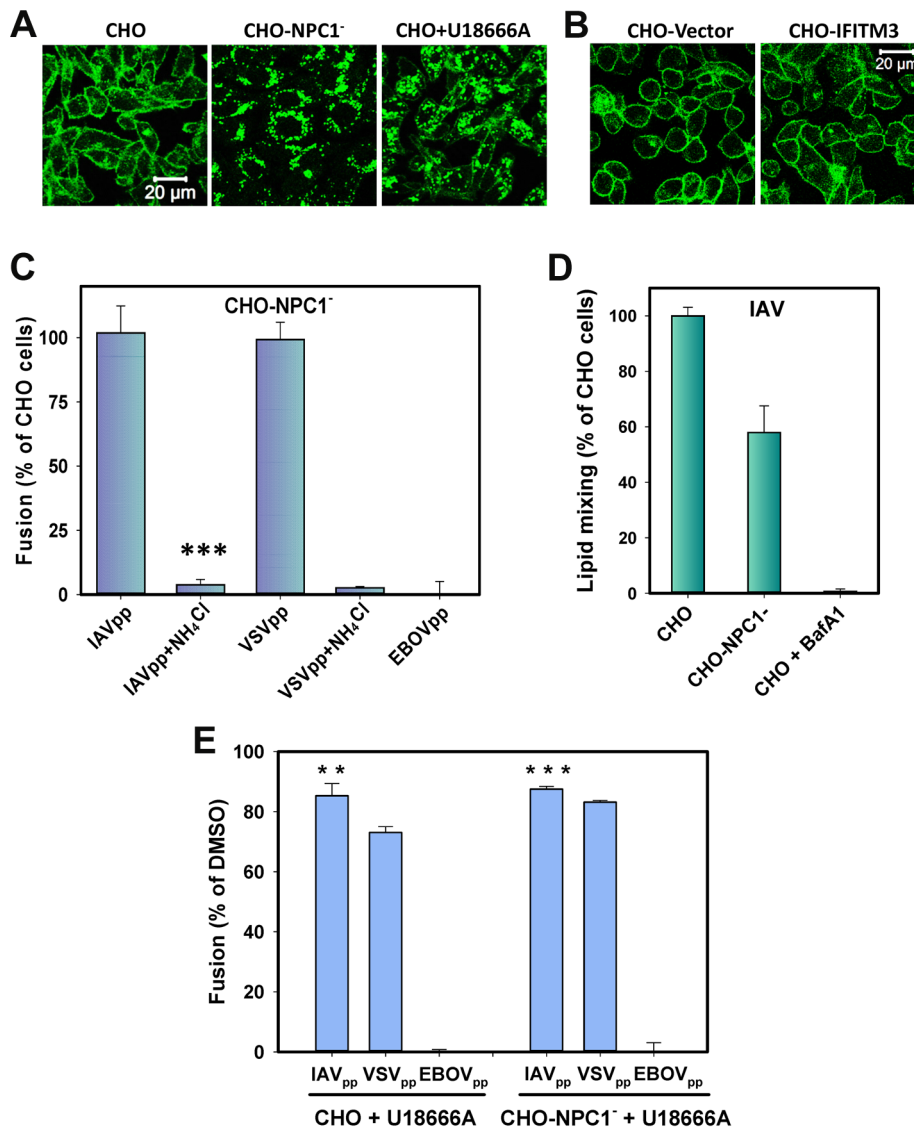 A
CHO
CHO-NPC1⁻
CHO+U18666A
20 µm
B
CHO-Vector
CHO-IFITM3
20 µm
C
CHO-NPC1⁻
Fusion (% of CHO cells)
100
75
50
25
0
***
IAVpp
IAVpp+NH₄Cl
VSVpp
VSVpp+NH₄Cl
EBOVpp
D
IAV
Lipid mixing (% of CHO cells)
100
80
60
40
20
0
CHO
CHO-NPC1-
CHO + BafA1
E
Fusion (% of DMSO)
100
80
60
40
20
0
* *
* * *
IAVpp VSVpp EBOVpp
IAVpp VSVpp EBOVpp
CHO + U18666A
CHO-NPC1⁻ + U18666A